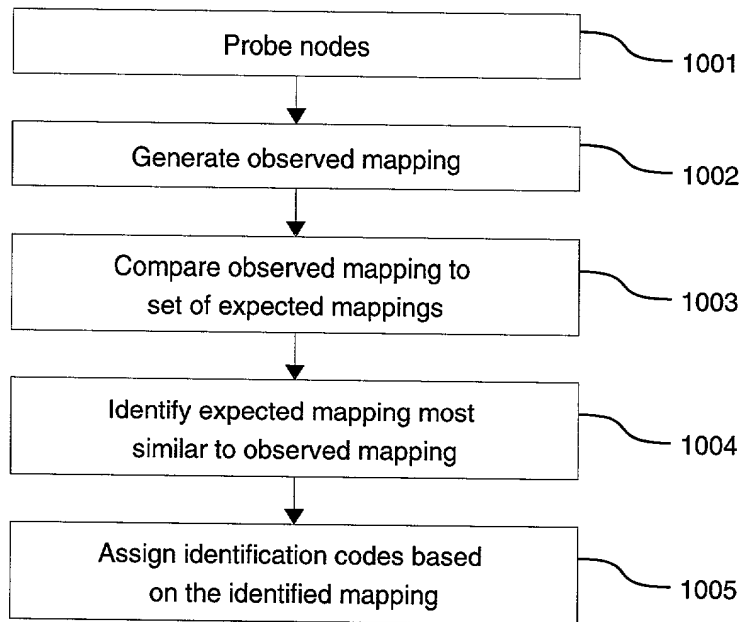 Probe nodes
1001
Generate observed mapping
1002
Compare observed mapping to
set of expected mappings
1003
Identify expected mapping most
similar to observed mapping
1004
Assign identification codes based
on the identified mapping
1005